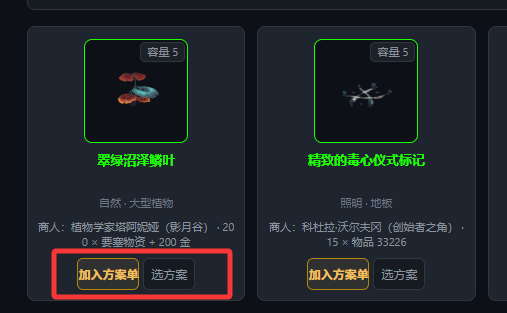 容量 5
翠绿沼泽鳞叶
自然 · 大型植物
商人：植物学家塔阿妮娅（影月谷） · 20
0 × 要塞物资 + 200 金
加入方案单
选方案
容量 5
精致的毒心仪式标记
照明 · 地板
商人：科杜拉·沃尔夫冈（创始者之角） ·
15 × 物品 33226
加入方案单
选方案